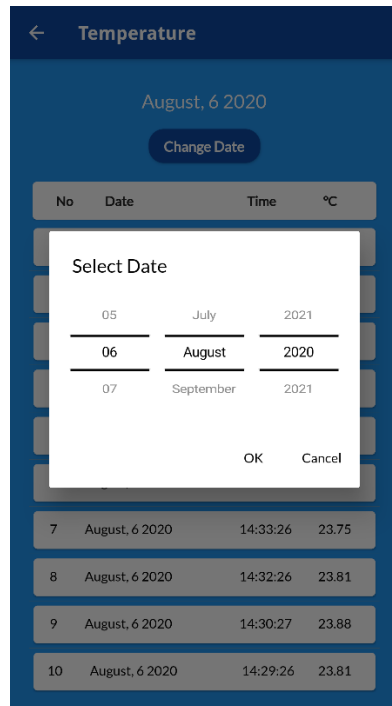 Temperature
August, 6 2020
Change Date
No Date Time °C
Select Date
05 July 2021
06 August 2020
07 September 2021
OK Cancel
7 August, 6 2020 14:33:26 23.75
8 August, 6 2020 14:32:26 23.81
9 August, 6 2020 14:30:27 23.88
10 August, 6 2020 14:29:26 23.81